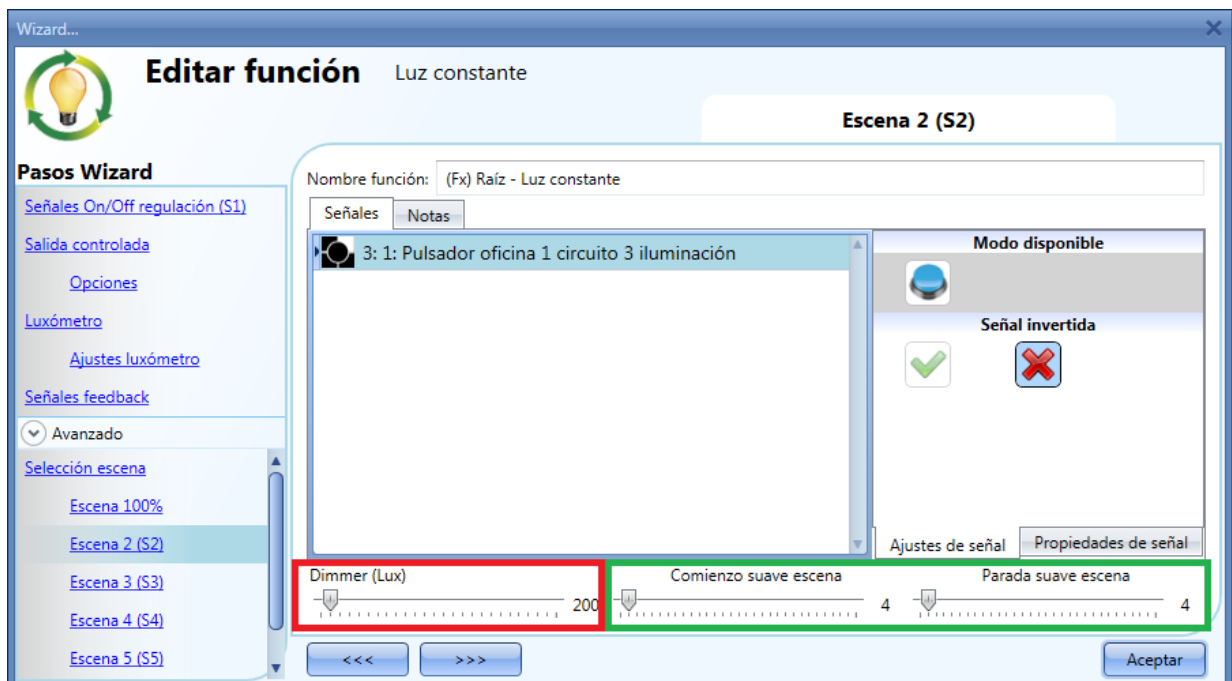 Wizard...
Editar función Luz constante
Escena 2 (S2)
Pasos Wizard
Señales On/Off regulación (S1)
Salida controlada
Opciones
Luxómetro
Ajustes luxómetro
Señales feedback
Avanzado
Selección escena
Escena 100%
Escena 2 (S2)
Escena 3 (S3)
Escena 4 (S4)
Escena 5 (S5)
Nombre función: (Fx) Raíz - Luz constante
Señales Notas
3: 1: Pulsador oficina 1 circuito 3 iluminación
Modo disponible
Señal invertida
Ajustes de señal Propiedades de señal
Dimmer (Lux) Comienzo suave escena Parada suave escena
200 4 4
<<< >>> Aceptar